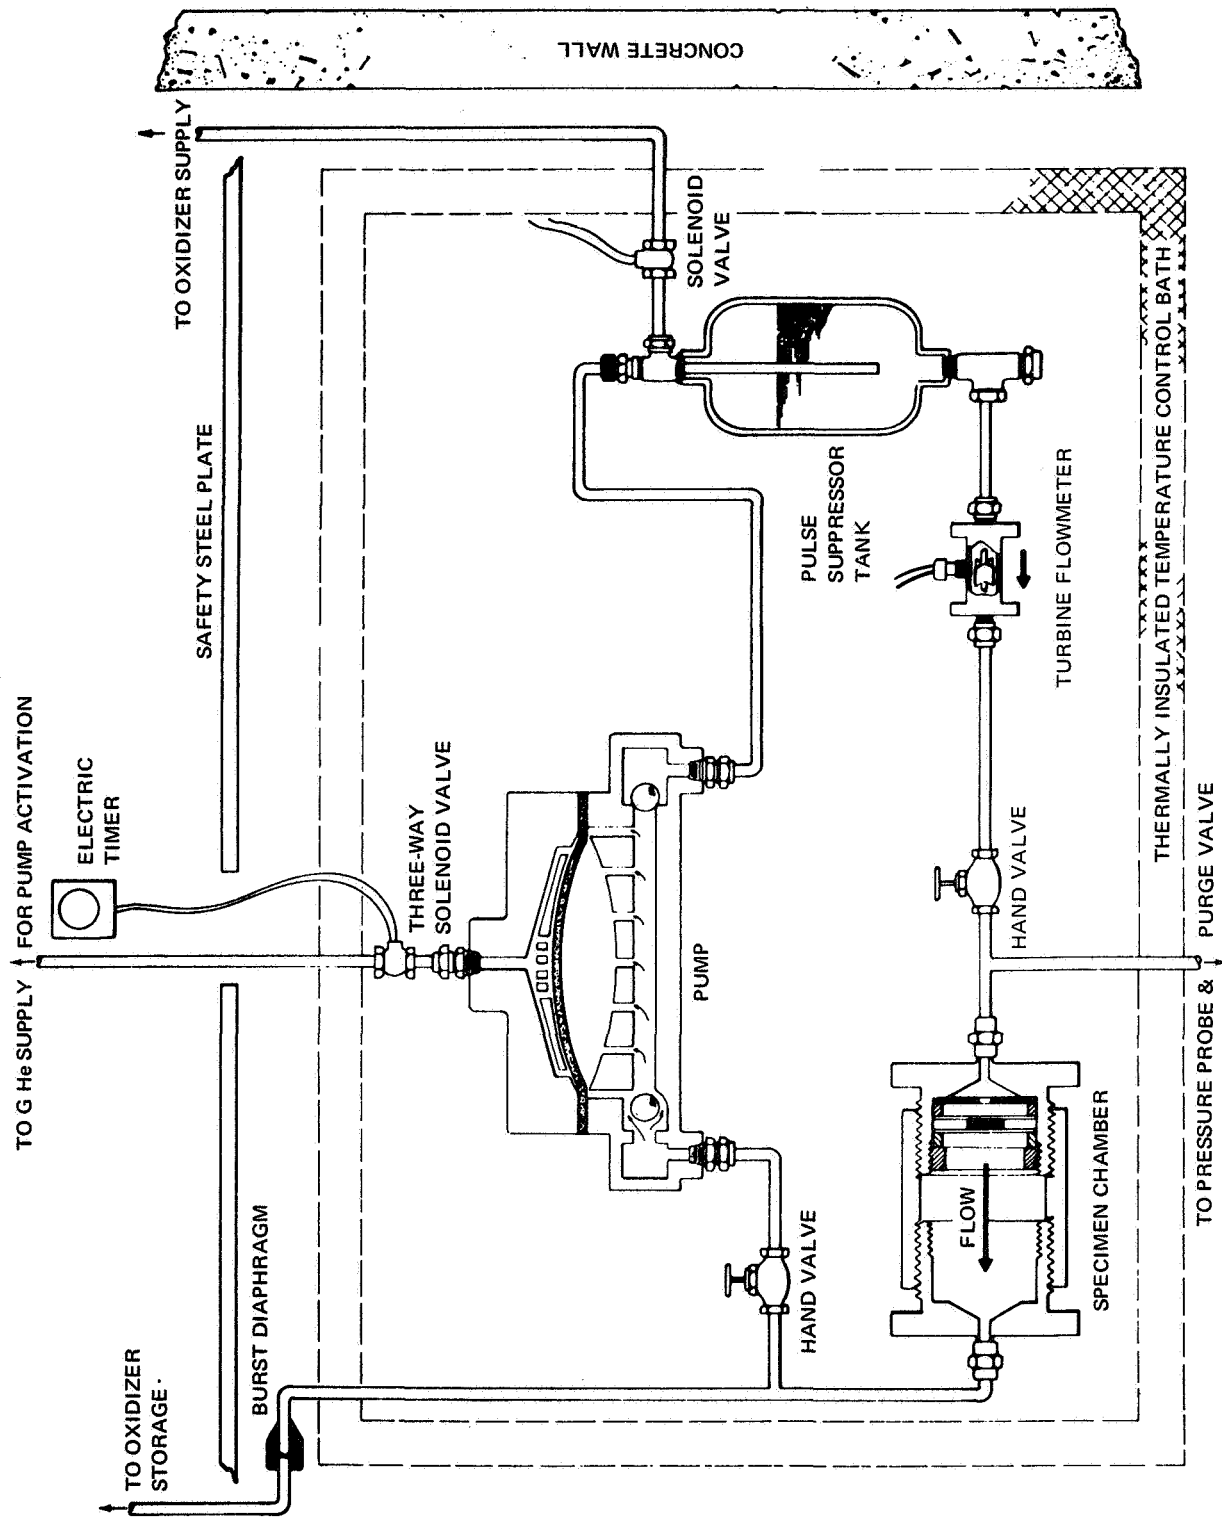 TO OXIDIZER
STORAGE·
BURST DIAPHRAGM
TO G He SUPPLY FOR PUMP ACTIVATION
ELECTRIC
TIMER
SAFETY STEEL PLATE
TO OXIDIZER SUPPLY
CONCRETE WALL
THREE-WAY
SOLENOID VALVE
SOLENOID
VALVE
PUMP
HAND VALVE
PULSE
SUPPRESSOR
TANK
FLOW
SPECIMEN CHAMBER
HAND VALVE
TURBINE FLOWMETER
THERMALLY INSULATED TEMPERATURE CONTROL BATH
TO PRESSURE PROBE & PURGE VALVE